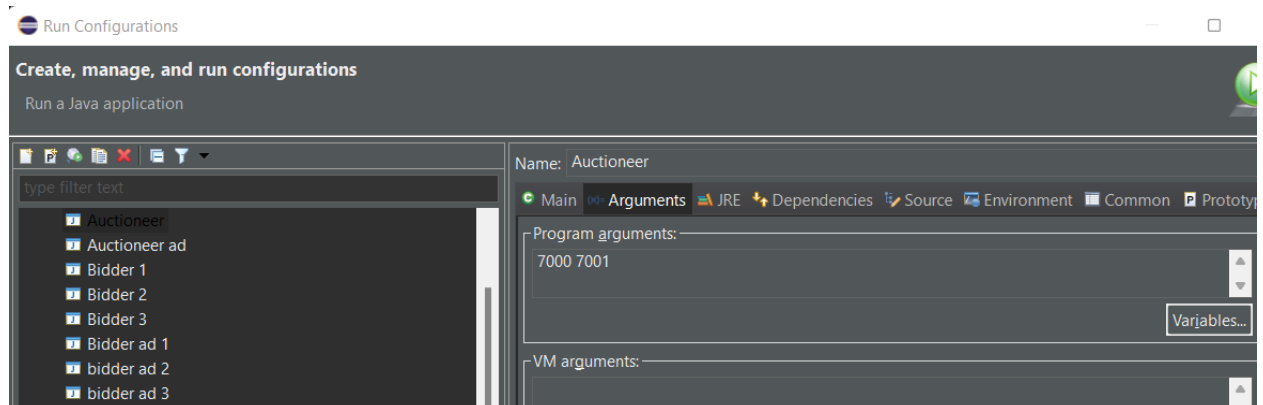 Run Configurations
Create, manage, and run configurations
Run a Java application
type filter text
Auctioneer
Auctioneer ad
Bidder 1
Bidder 2
Bidder 3
Bidder ad 1
bidder ad 2
bidder ad 3
Name: Auctioneer
Main (x)= Arguments JRE Dependencies Source Environment Common P Prototyp
Program arguments:
7000 7001
Variables...
VM arguments: